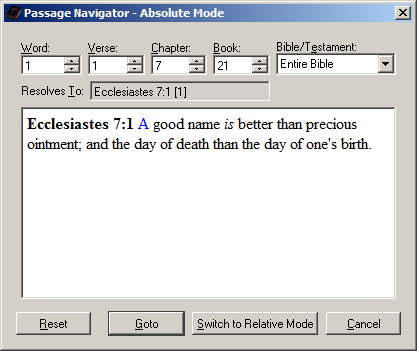 Passage Navigator - Absolute Mode
Word: Verse: Chapter: Book: Bible/Testament:
1 1 7 21 Entire Bible
Resolves To: Ecclesiastes 7:1 [1]
Ecclesiastes 7:1 A good name is better than precious
ointment; and the day of death than the day of one's birth.
Reset Goto Switch to Relative Mode Cancel